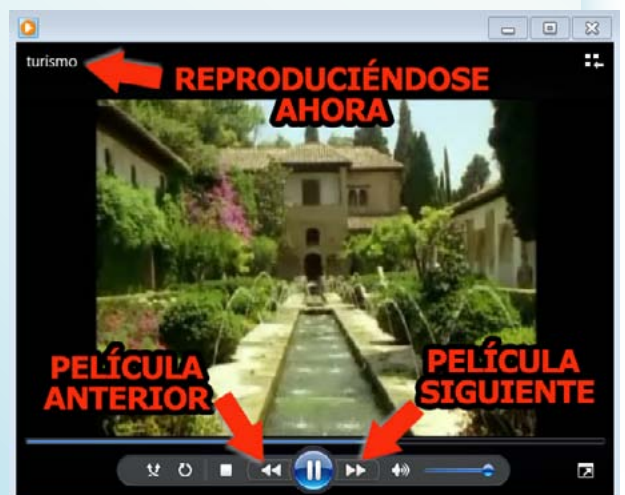 turismo
REPRODUCIÉNDOSE
AHORA
PELÍCULA
ANTERIOR
PELÍCULA
SIGUIENTE